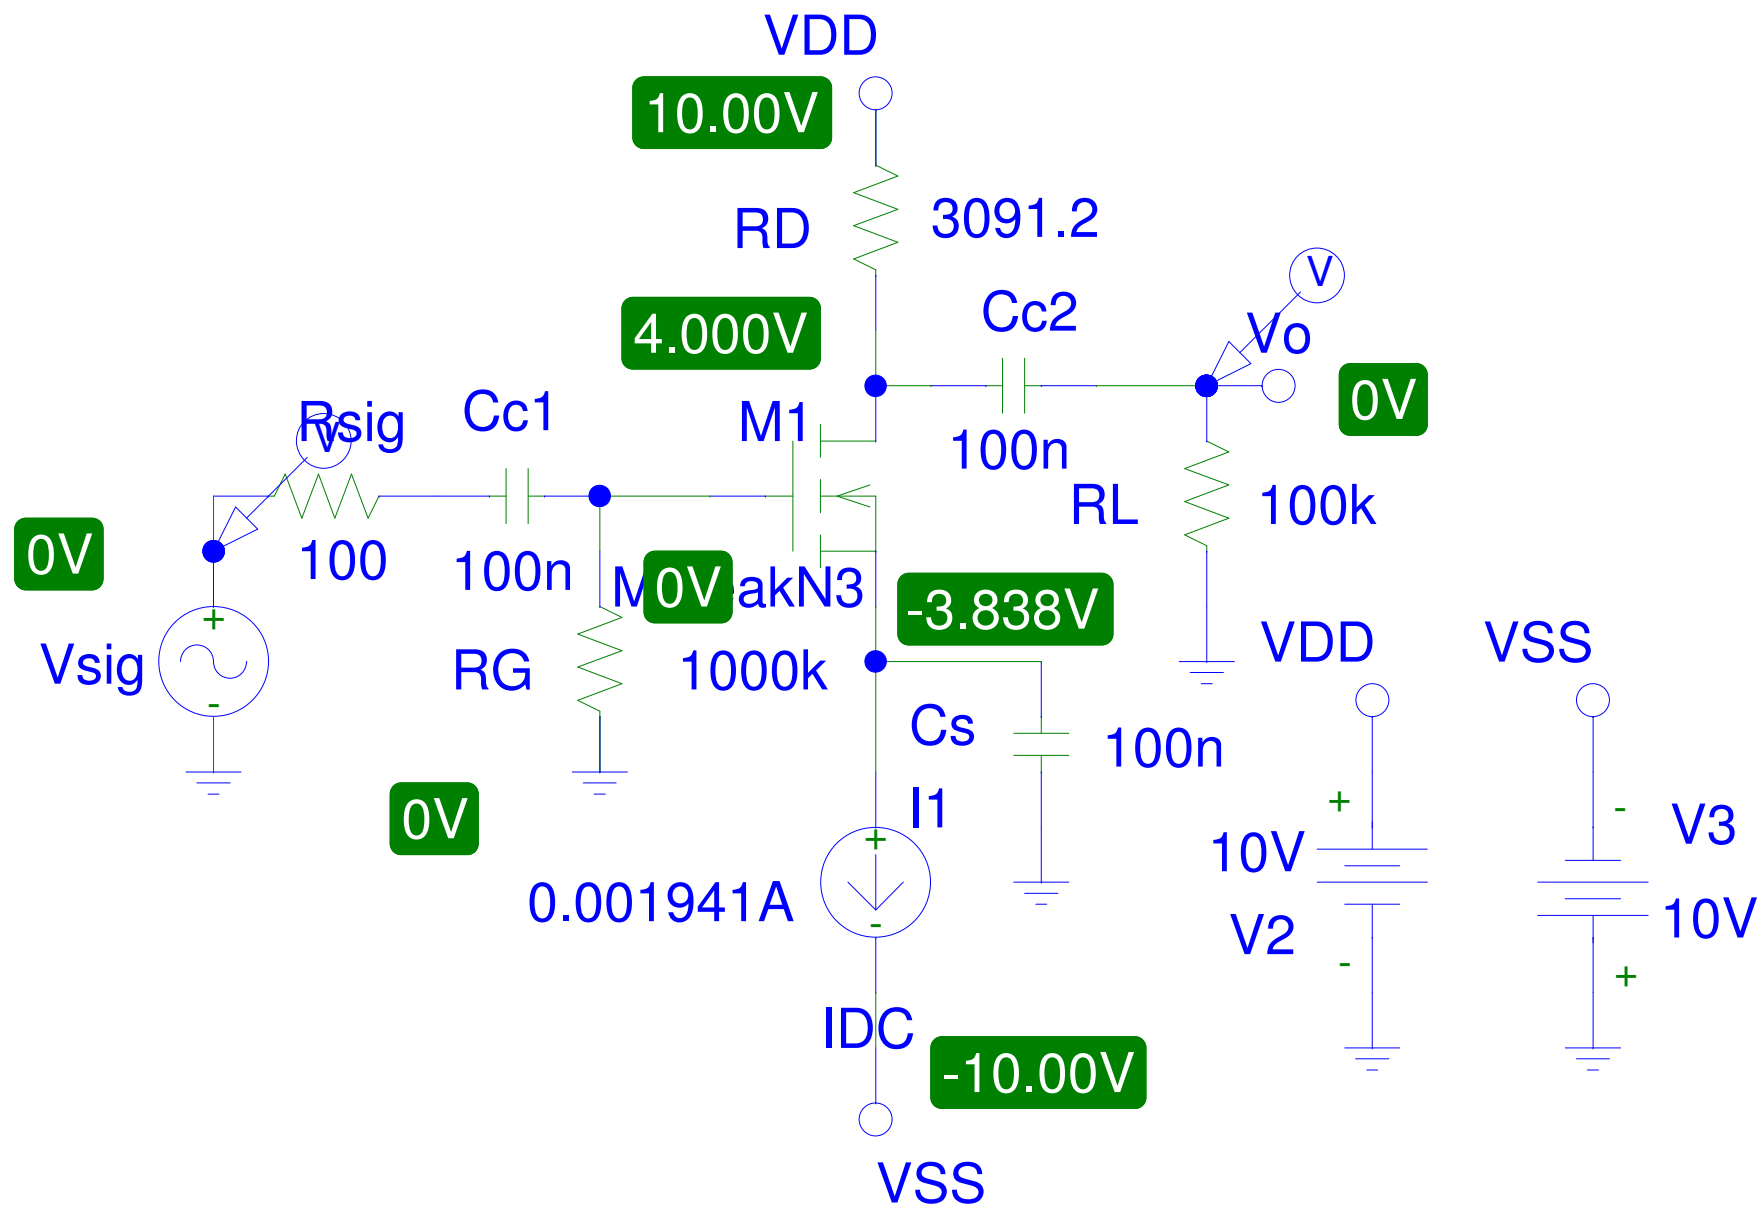 VDD
10.00V
RD
3091.2
V
4.000V
Cc2
Vo
0V
Rsig
V
Cc1
M1
100n
RL
100k
0V
100
100n
0V
akN3
-3.838V
Vsig
RG
1000k
VDD
VSS
Cs
100n
0V
I1
0.001941A
10V
V2
V3
10V
IDC
-10.00V
VSS
+
-
+
-
+
-
-
+